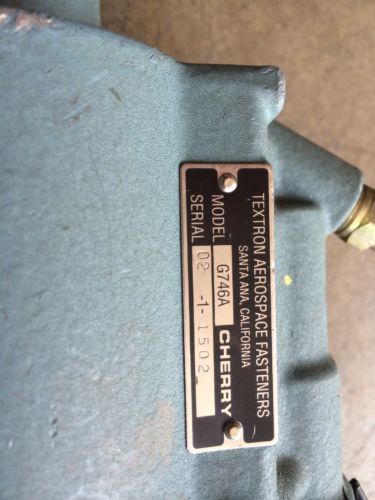 TEXTRON AEROSPACE FASTENERS
SANTA ANA, CALIFORNIA
MODEL G746A CHERRY
SERIAL 02 -1- 1502